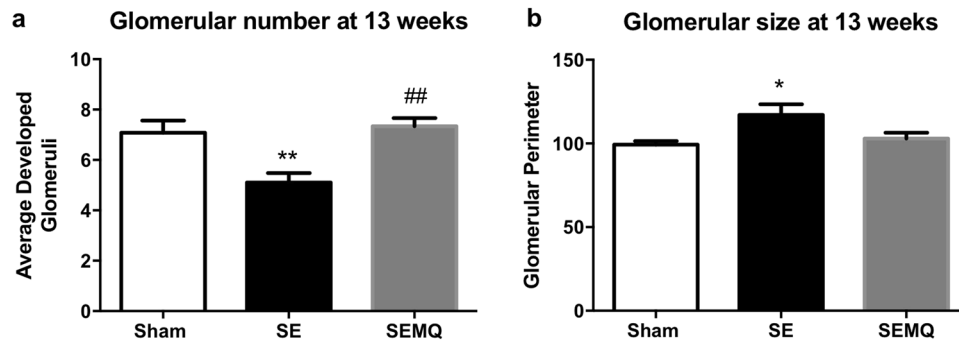 a
Glomerular number at 13 weeks
Average Developed
Glomeruli
10
8
6
4
2
0
**
##
Sham
SE
SEMQ
b
Glomerular size at 13 weeks
Glomerular Perimeter
150
100
50
0
*
Sham
SE
SEMQ